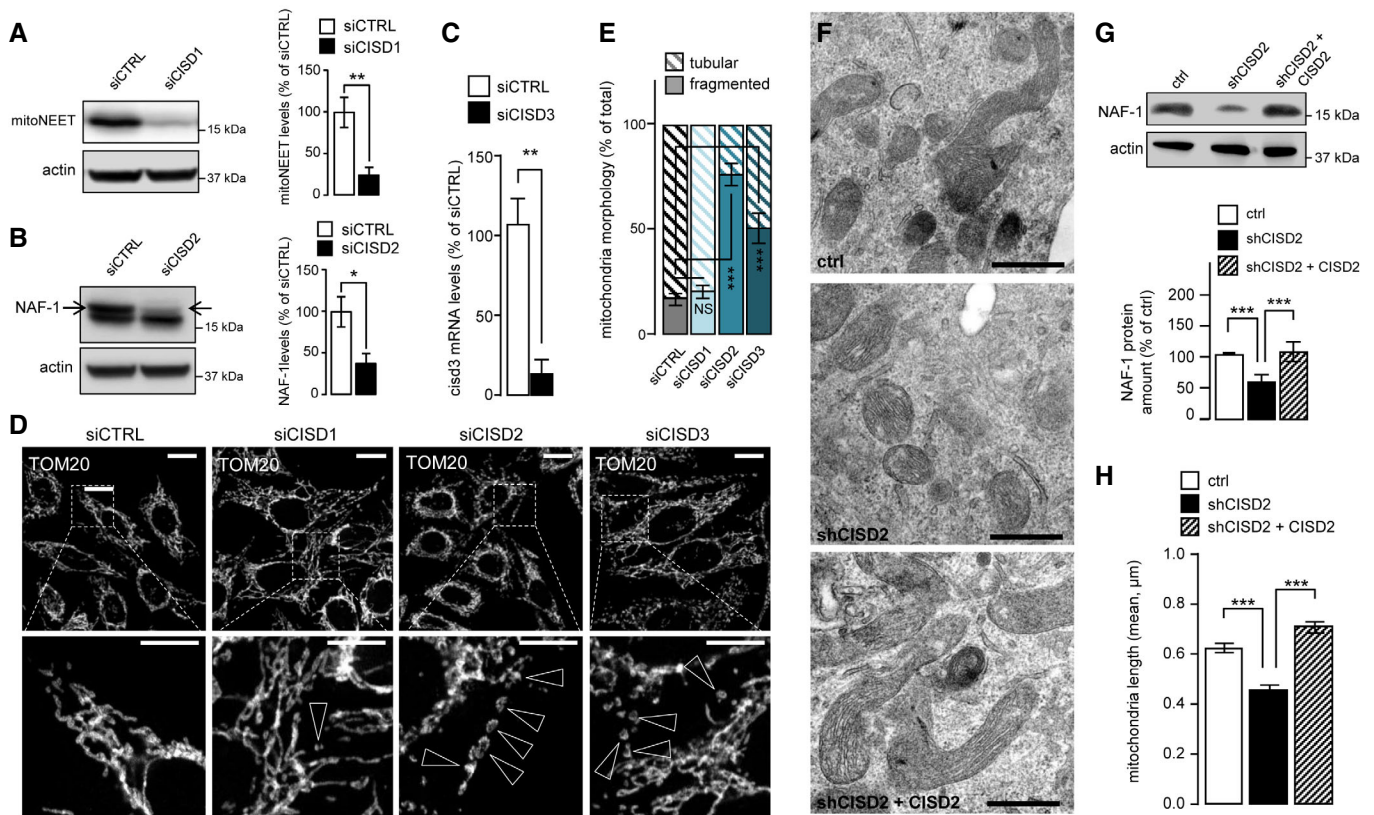 A
siCTRL
siCISD1
mitoNEET
15 kDa
actin
37 kDa
siCTRL
siCISD1
mitoNEET levels (% of siCTRL)
150
100
50
0
**
B
siCTRL
siCISD2
NAF-1
15 kDa
actin
37 kDa
siCTRL
siCISD2
NAF-1levels (% of siCTRL)
150
100
50
0
*
C
siCTRL
siCISD3
cisd3 mRNA levels (% of siCTRL)
150
100
50
0
**
D
siCTRL
siCISD1
siCISD2
siCISD3
TOM20
TOM20
TOM20
TOM20
E
tubular
fragmented
mitochondria morphology (% of total)
100
50
0
NS
***
***
siCTRL
siCISD1
siCISD2
siCISD3
F
ctrl
shCISD2
shCISD2 + CISD2
G
ctrl
shCISD2
shCISD2 +
CISD2
NAF-1
15 kDa
actin
37 kDa
ctrl
shCISD2
shCISD2 + CISD2
NAF-1 protein
amount (% of ctrl)
200
150
100
50
0
***
***
H
ctrl
shCISD2
shCISD2 + CISD2
mitochondria length (mean, µm)
1.0
0.8
0.6
0.4
0.2
0.0
***
***